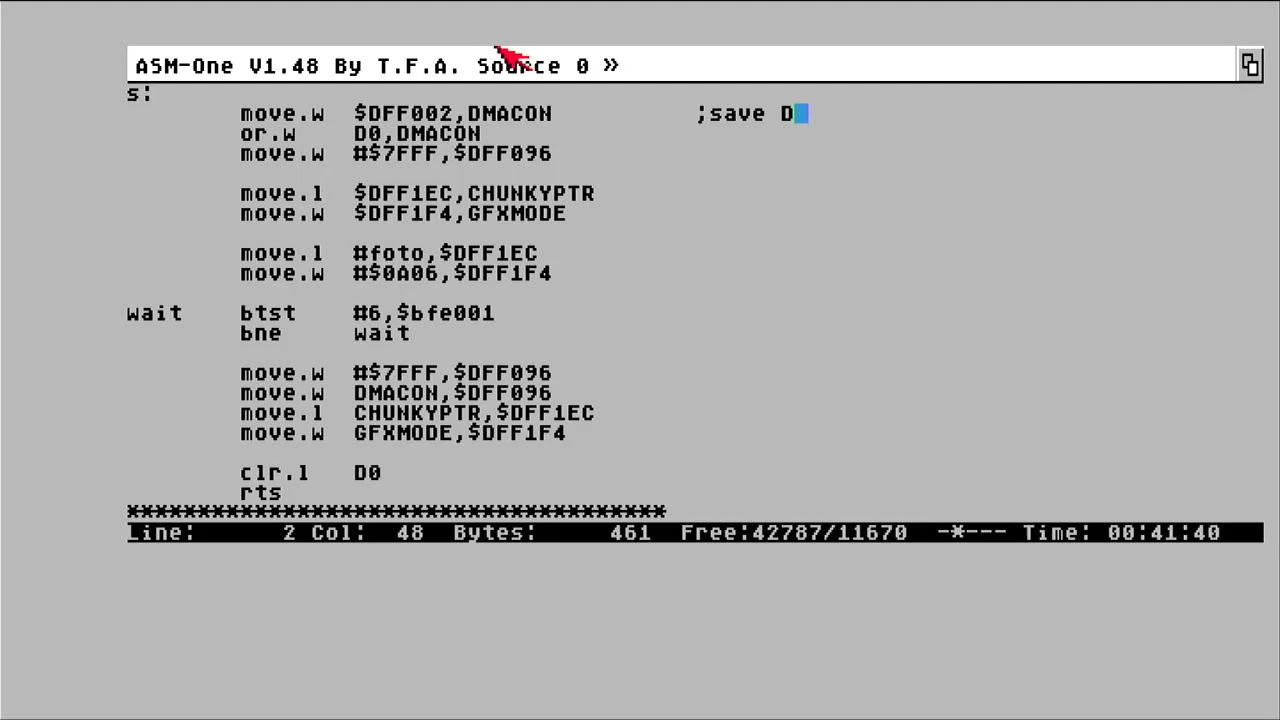 ASM-One V1.48 By T.F.A. Source 0 »
s:
move.w $DFF002,DMACON ;save D
or.w D0,DMACON
move.w #$7FFF,$DFF096
move.l $DFF1EC,CHUNKYPTR
move.w $DFF1F4,GFXMODE
move.l #foto,$DFF1EC
move.w #$0A06,$DFF1F4
wait btst #6,$bfe001
bne wait
move.w #$7FFF,$DFF096
move.w DMACON,$DFF096
move.l CHUNKYPTR,$DFF1EC
move.w GFXMODE,$DFF1F4
clr.l D0
rts
**************************************
Line: 2 Col: 48 Bytes: 461 Free:42787/11670 -*--- Time: 00:41:40